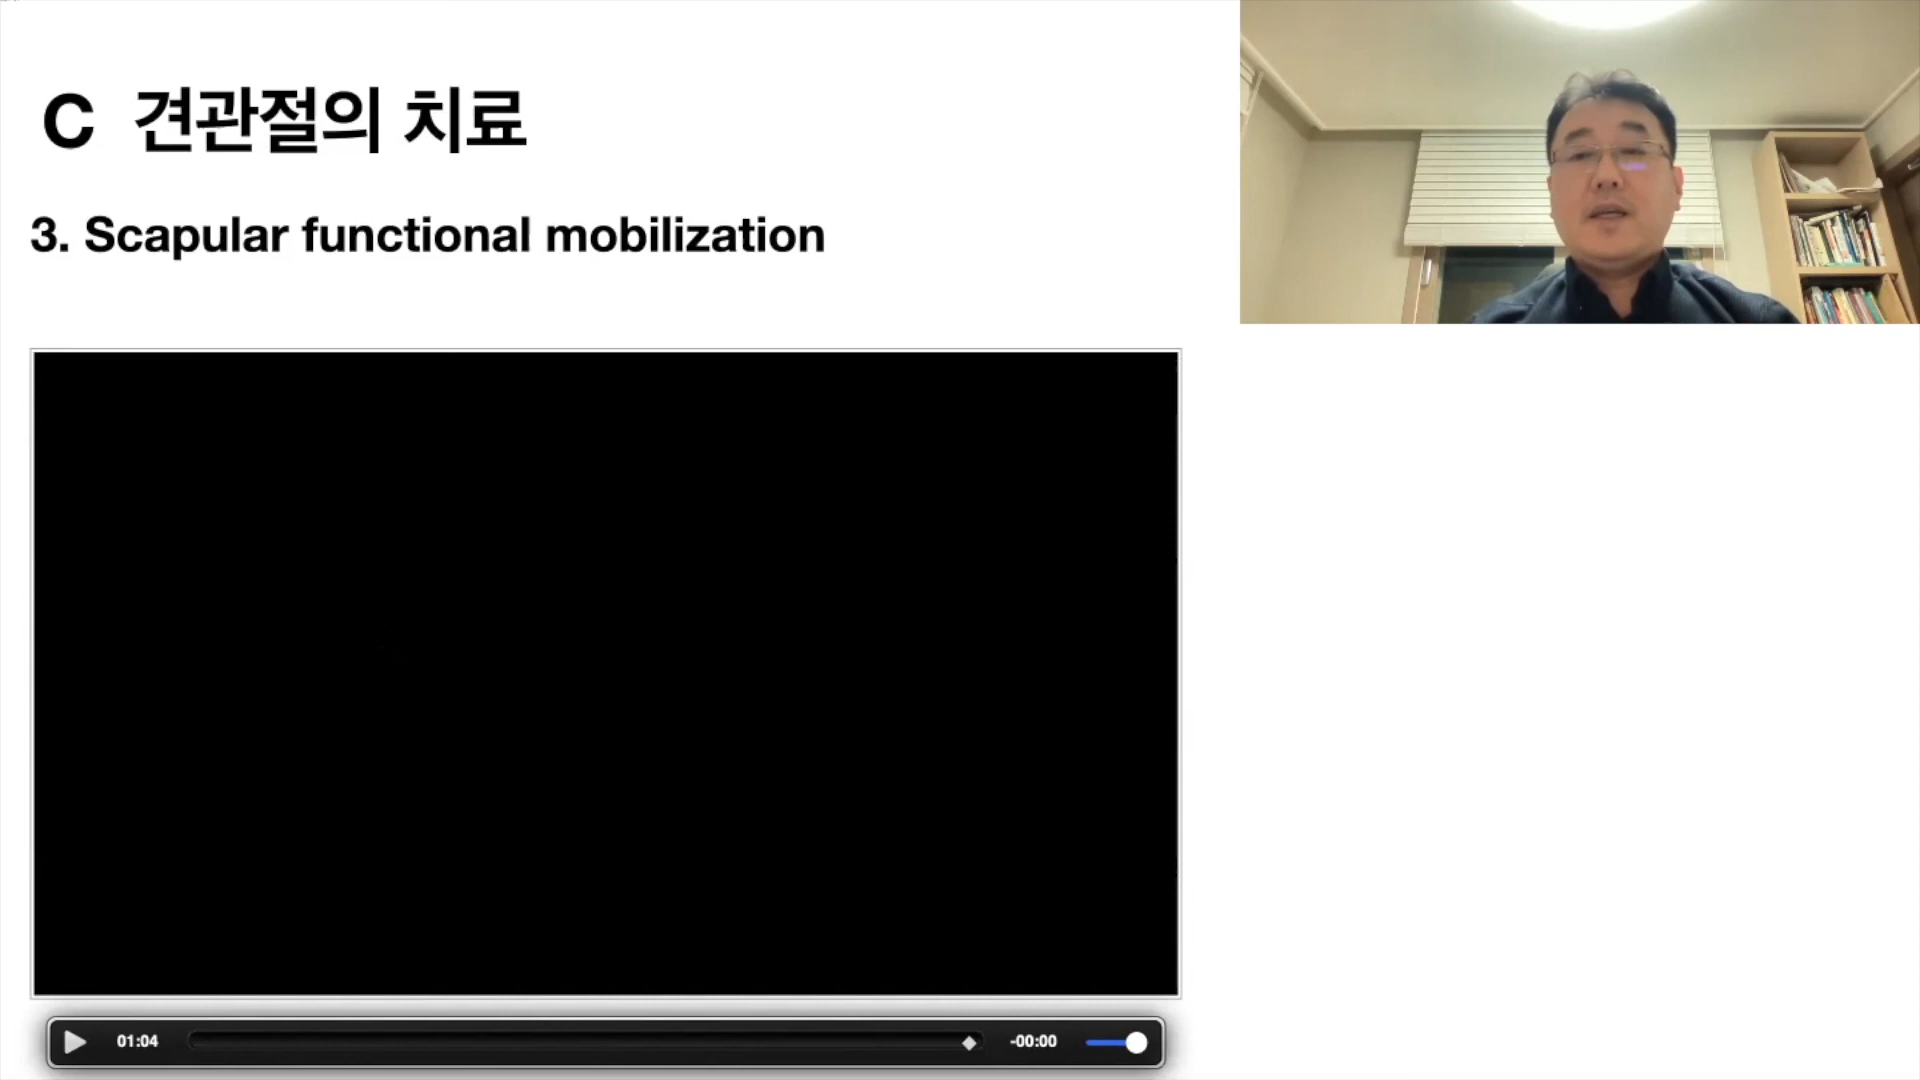 C 견관절의 치료
3. Scapular functional mobilization
01:04 -00:00